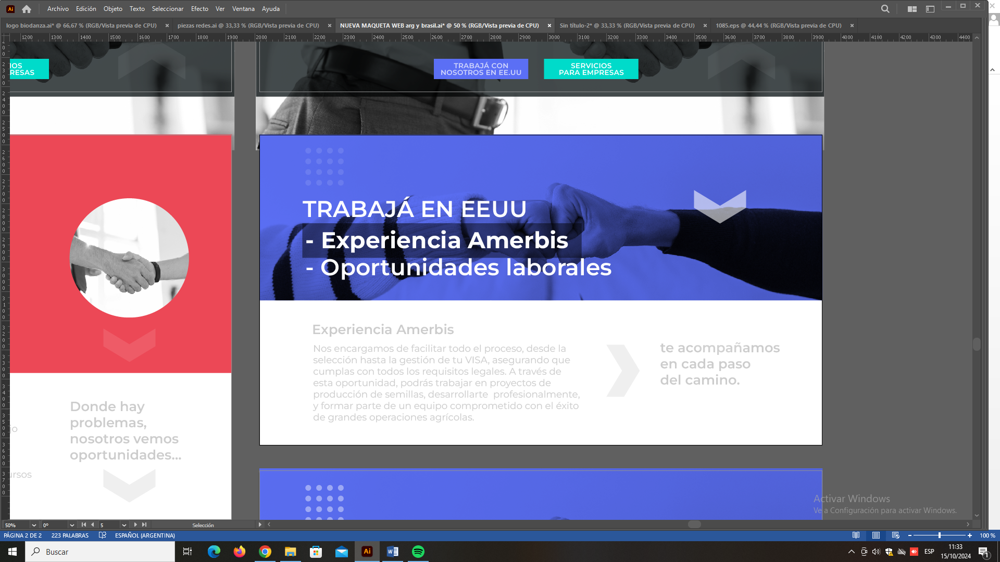 Ai Archivo Edición Objeto Texto Seleccionar Efecto Ver Ventana Ayuda
logo biodanza.ai* @ 66,67 % (RGB/Vista previa de CPU) × piezas redes.ai @ 33,33 % (RGB/Vista previa de CPU) × NUEVA MAQUETA WEB arg y brasil.ai* @ 50 % (RGB/Vista previa de CPU) × Sin título-2* @ 33,33 % (RGB/Vista previa de CPU) × 1085.eps @ 44,44 % (RGB/Vista previa de CPU) ×
1200 1300 1400 1500 1600 1700 1800 1900 2000 2100 2200 2300 2400 2500 2600 2700 2800 2900 3000 3100 3200 3300 3400 3500 3600 3700 3800 3900 4000 4100 4200 4300 4400
IOS
RESAS
TRABAJÁ CON
NOSOTROS EN EE.UU
SERVICIOS
PARA EMPRESAS
TRABAJÁ EN EEUU
- Experiencia Amerbis
- Oportunidades laborales
Experiencia Amerbis
Nos encargamos de facilitar todo el proceso, desde la
selección hasta la gestión de tu VISA, asegurando que
cumplas con todos los requisitos legales. A través de
esta oportunidad, podrás trabajar en proyectos de
producción de semillas, desarrollarte  profesionalmente,
y formar parte de un equipo comprometido con el éxito
de grandes operaciones agrícolas.
te acompañamos
en cada paso
del camino.
Donde hay
problemas,
nosotros vemos
oportunidades...
jo
ursos
Activar Windows
Ve a Configuración para activar Windows.
50% 0° 5 Selección
PÁGINA 2 DE 2 223 PALABRAS ESPAÑOL (ARGENTINA) 100 %
Buscar
Ai
ESP
11:33
15/10/2024
1